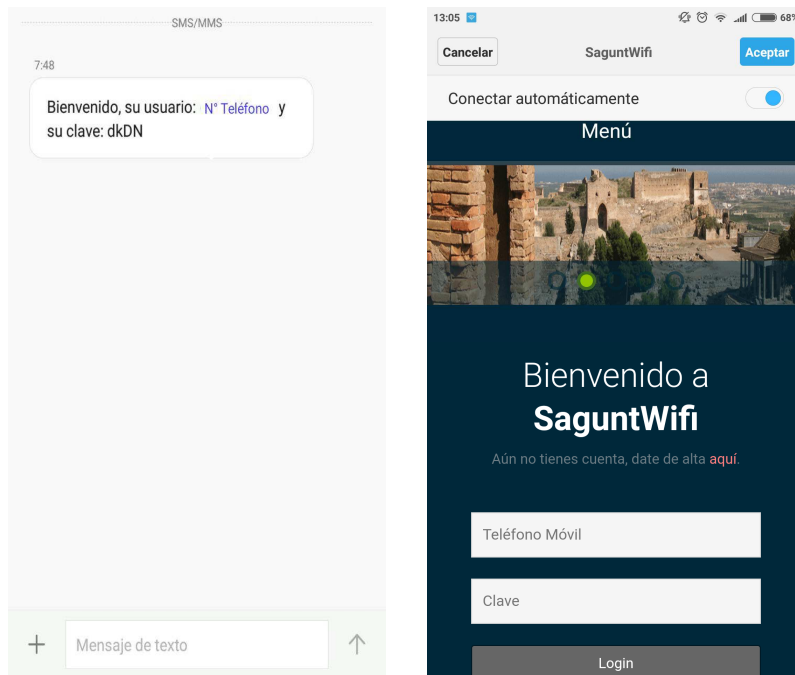 SMS/MMS
7:48
Bienvenido, su usuario: N° Teléfono y
su clave: dkDN
Mensaje de texto
13:05 68%
Cancelar SaguntWifi Aceptar
Conectar automáticamente
Menú
Bienvenido a
SaguntWifi
Aún no tienes cuenta, date de alta aquí.
Teléfono Móvil
Clave
Login